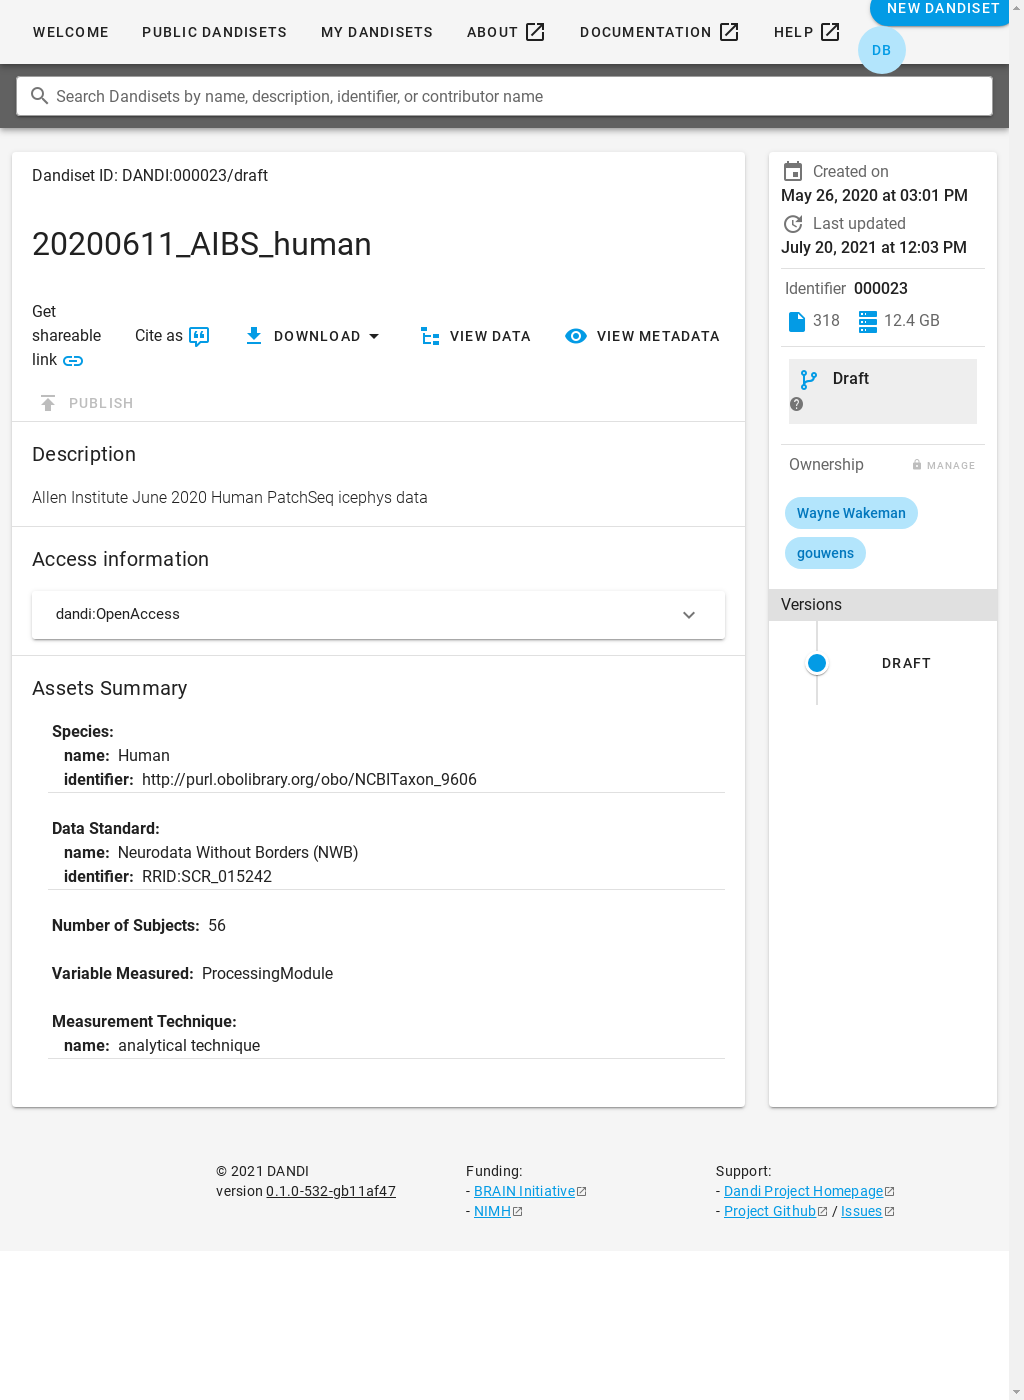 WELCOME PUBLIC DANDISETS MY DANDISETS ABOUT DOCUMENTATION HELP NEW DANDISET
DB
Search Dandisets by name, description, identifier, or contributor name
Dandiset ID: DANDI:000023/draft
20200611_AIBS_human
Get
shareable
link
Cite as DOWNLOAD VIEW DATA VIEW METADATA
PUBLISH
Description
Allen Institute June 2020 Human PatchSeq icephys data
Access information
dandi:OpenAccess
Assets Summary
Species:
name: Human
identifier: http://purl.obolibrary.org/obo/NCBITaxon_9606
Data Standard:
name: Neurodata Without Borders (NWB)
identifier: RRID:SCR_015242
Number of Subjects: 56
Variable Measured: ProcessingModule
Measurement Technique:
name: analytical technique
Created on
May 26, 2020 at 03:01 PM
Last updated
July 20, 2021 at 12:03 PM
Identifier 000023
318 12.4 GB
Draft
Ownership MANAGE
Wayne Wakeman
gouwens
Versions
DRAFT
© 2021 DANDI
version 0.1.0-532-gb11af47
Funding:
- BRAIN Initiative
- NIMH
Support:
- Dandi Project Homepage
- Project Github / Issues